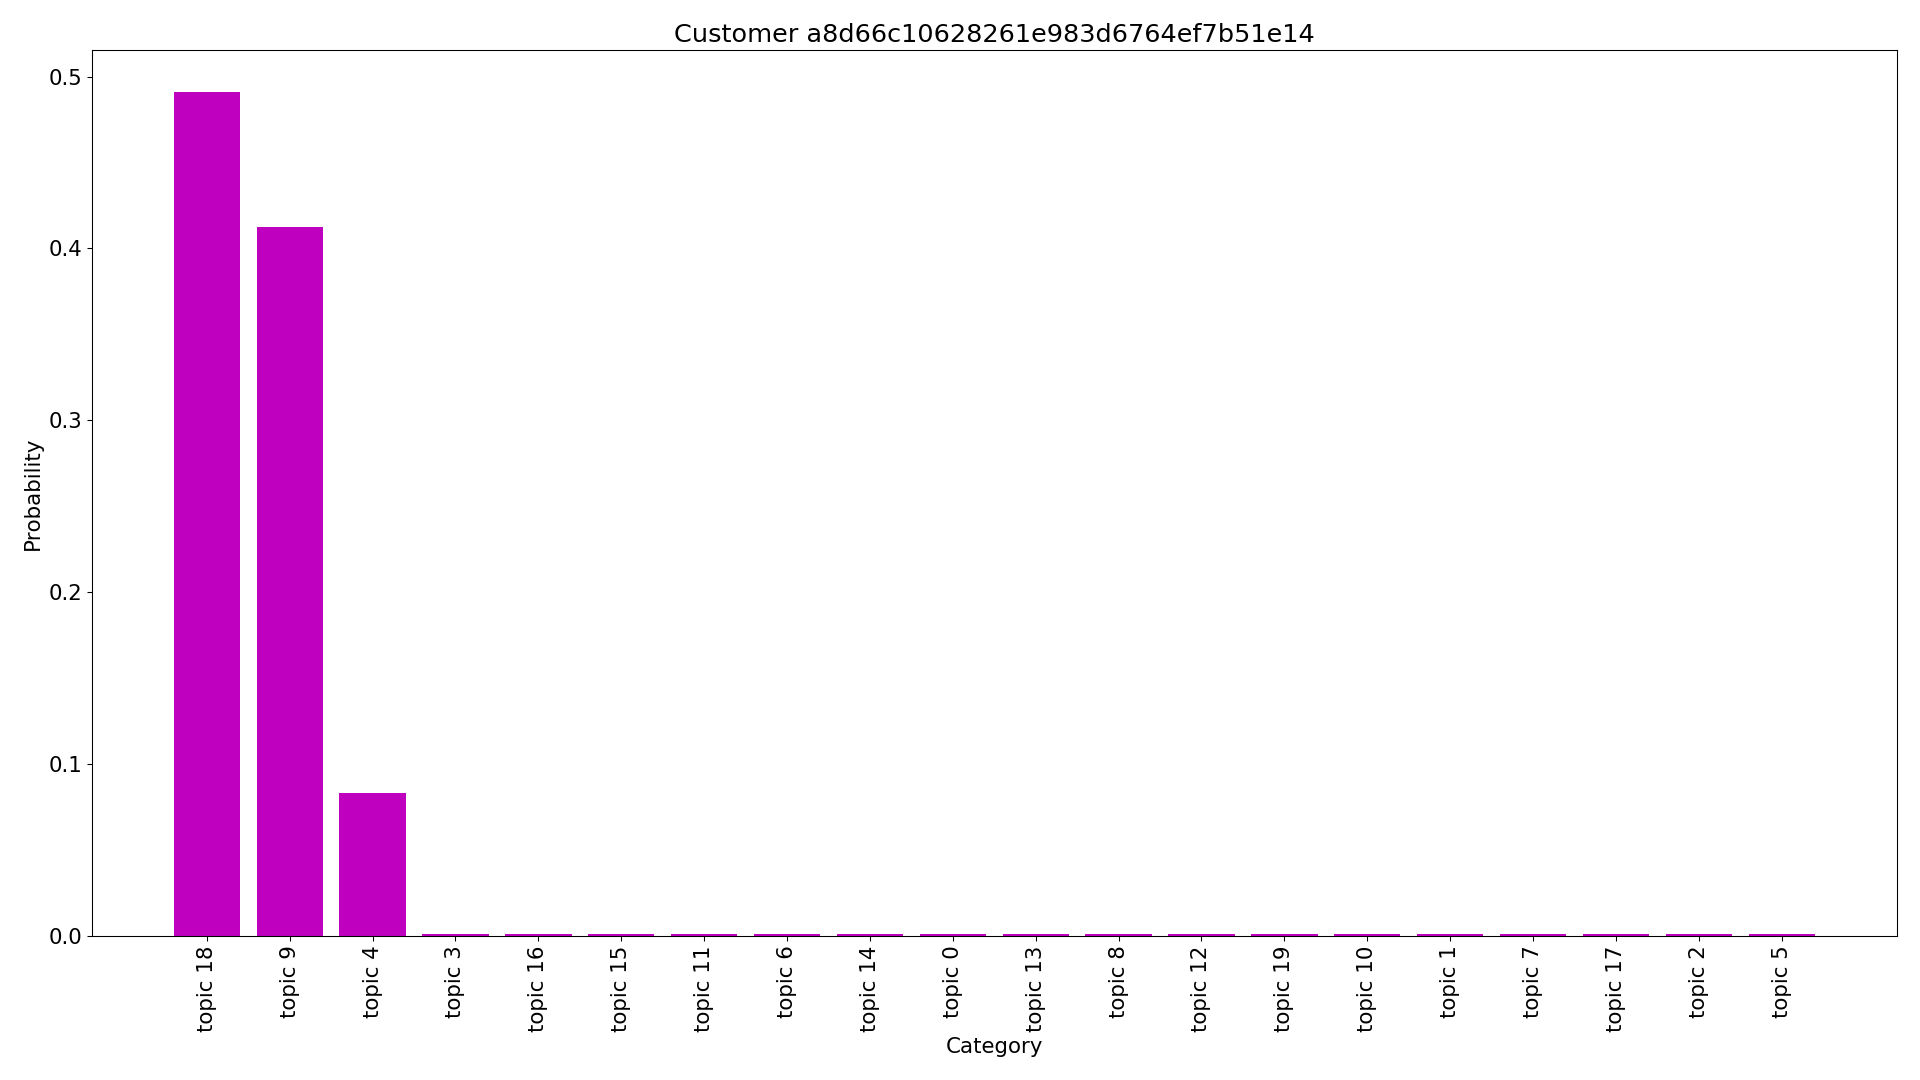 Customer a8d66c10628261e983d6764ef7b51e14
0.5
0.4
0.3
0.2
0.1
0.0
Probability
topic 18
topic 9
topic 4
topic 3
topic 16
topic 15
topic 11
topic 6
topic 14
topic 0
topic 13
topic 8
topic 12
topic 19
topic 10
topic 1
topic 7
topic 17
topic 2
topic 5
Category